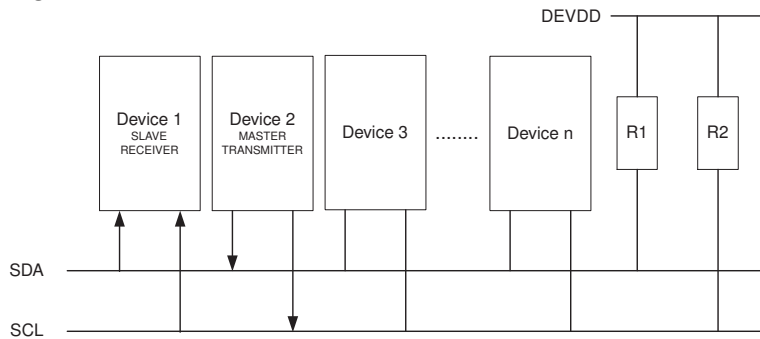 DEVDD
Device 1
SLAVE
RECEIVER
Device 2
MASTER
TRANSMITTER
Device 3
........
Device n
R1
R2
SDA
SCL